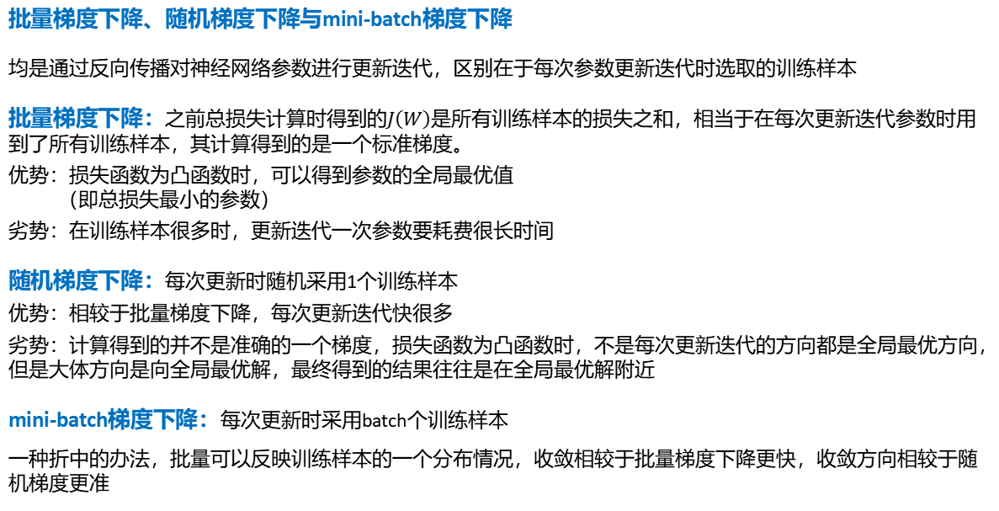 批量梯度下降、随机梯度下降与mini-batch梯度下降
均是通过反向传播对神经网络参数进行更新迭代，区别在于每次参数更新迭代时选取的训练样本
批量梯度下降：之前总损失计算时得到的J(W)是所有训练样本的损失之和，相当于在每次更新迭代参数时用
到了所有训练样本，其计算得到的是一个标准梯度。
优势：损失函数为凸函数时，可以得到参数的全局最优值
（即总损失最小的参数）
劣势：在训练样本很多时，更新迭代一次参数要耗费很长时间
随机梯度下降：每次更新时随机采用1个训练样本
优势：相较于批量梯度下降，每次更新迭代快很多
劣势：计算得到的并不是准确的一个梯度，损失函数为凸函数时，不是每次更新迭代的方向都是全局最优方向，
但是大体方向是向全局最优解，最终得到的结果往往是在全局最优解附近
mini-batch梯度下降：每次更新时采用batch个训练样本
一种折中的办法，批量可以反映训练样本的一个分布情况，收敛相较于批量梯度下降更快，收敛方向相较于随
机梯度更准